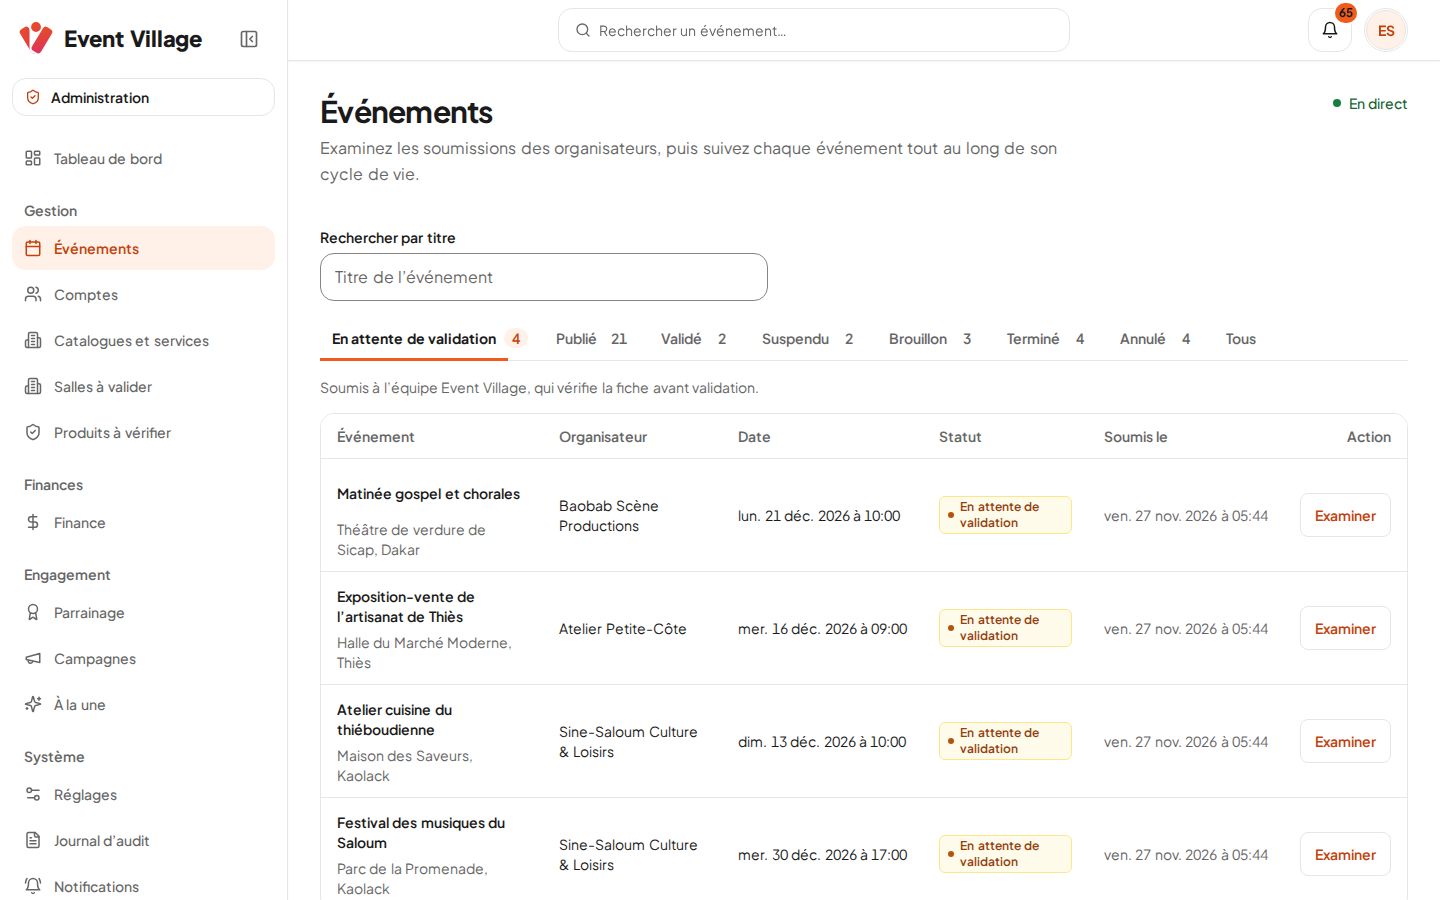 Event Village
Rechercher un événement...
65
ES
Administration
Tableau de bord
Gestion
Événements
Comptes
Catalogues et services
Salles à valider
Produits à vérifier
Finances
Finance
Engagement
Parrainage
Campagnes
À la une
Système
Réglages
Journal d'audit
Notifications
Événements
En direct
Examinez les soumissions des organisateurs, puis suivez chaque événement tout au long de son
cycle de vie.
Rechercher par titre
Titre de l'événement
En attente de validation 4 Publié 21 Validé 2 Suspendu 2 Brouillon 3 Terminé 4 Annulé 4 Tous
Soumis à l'équipe Event Village, qui vérifie la fiche avant validation.
Événement Organisateur Date Statut Soumis le Action
Matinée gospel et chorales
Théâtre de verdure de
Sicap, Dakar
Baobab Scène
Productions
lun. 21 déc. 2026 à 10:00
En attente de
validation
ven. 27 nov. 2026 à 05:44
Examiner
Exposition-vente de
l'artisanat de Thiès
Halle du Marché Moderne,
Thiès
Atelier Petite-Côte
mer. 16 déc. 2026 à 09:00
En attente de
validation
ven. 27 nov. 2026 à 05:44
Examiner
Atelier cuisine du
thiéboudienne
Maison des Saveurs,
Kaolack
Sine-Saloum Culture
& Loisirs
dim. 13 déc. 2026 à 10:00
En attente de
validation
ven. 27 nov. 2026 à 05:44
Examiner
Festival des musiques du
Saloum
Parc de la Promenade,
Kaolack
Sine-Saloum Culture
& Loisirs
mer. 30 déc. 2026 à 17:00
En attente de
validation
ven. 27 nov. 2026 à 05:44
Examiner